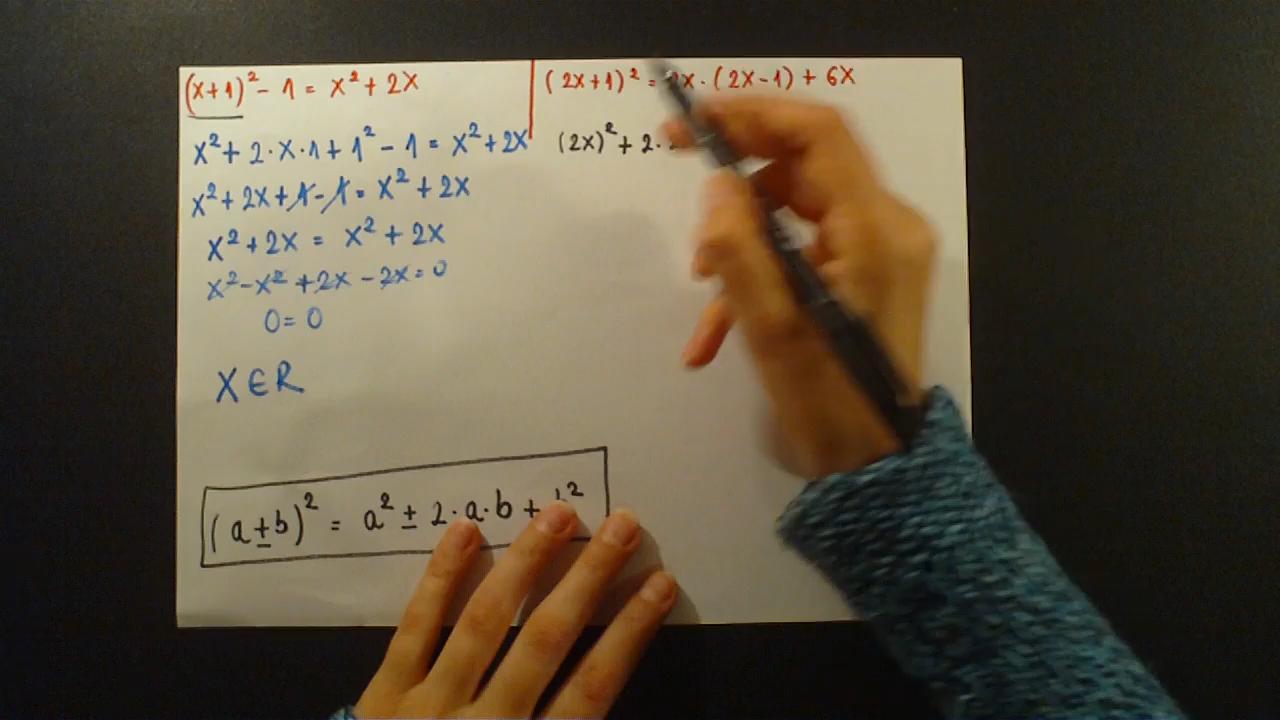 (x+1)² - 1 = x² + 2x
x² + 2·x·1 + 1² - 1 = x² + 2x
x² + 2x + 1 - 1 = x² + 2x
x² + 2x = x² + 2x
x² - x² + 2x - 2x = 0
0 = 0
x ∈ R
(a ± b)² = a² ± 2·a·b + b²
(2x+1)² = 2x·(2x-1) + 6x
(2x)² + 2·